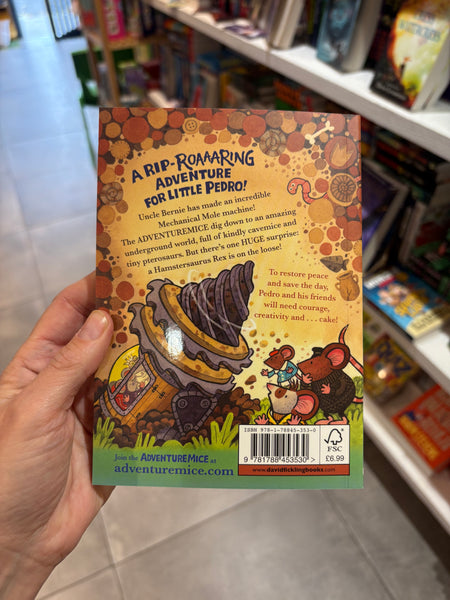 A RIP-ROAAARING
ADVENTURE
FOR LITTLE PEDRO!
Uncle Bernie has made an incredible
Mechanical Mole machine!
The ADVENTUREMICE dig down to an amazing
underground world, full of kindly cavemice and
tiny pterosaurs. But there's one HUGE surprise:
a Hamstersaurus Rex is on the loose!
To restore peace
and save the day,
Pedro and his friends
will need courage,
creativity and . . . cake!
ISBN 978-1-78845-353-0
9 781788 453530 >
FSC
£6.99
Join the ADVENTUREMICE at
adventuremice.com
www.davidficklingbooks.com